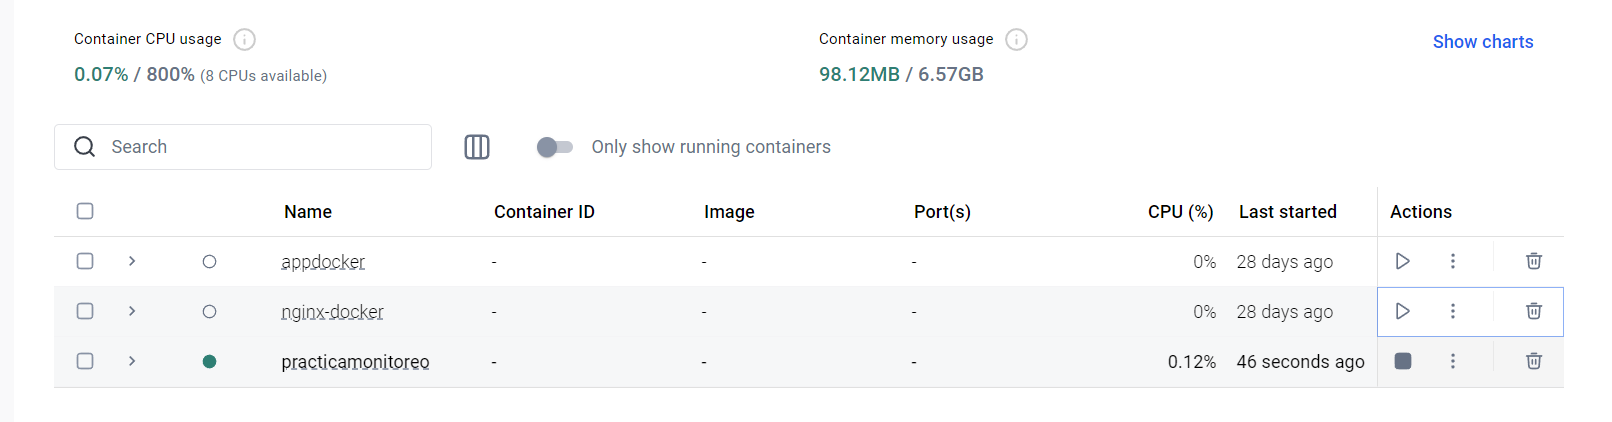 Container CPU usage
Container memory usage
Show charts
0.07% / 800% (8 CPUs available)
98.12MB / 6.57GB
Search
Only show running containers
Name Container ID Image Port(s) CPU (%) Last started Actions
appdocker - - - 0% 28 days ago
nginx-docker - - - 0% 28 days ago
practicamonitoreo - - - 0.12% 46 seconds ago